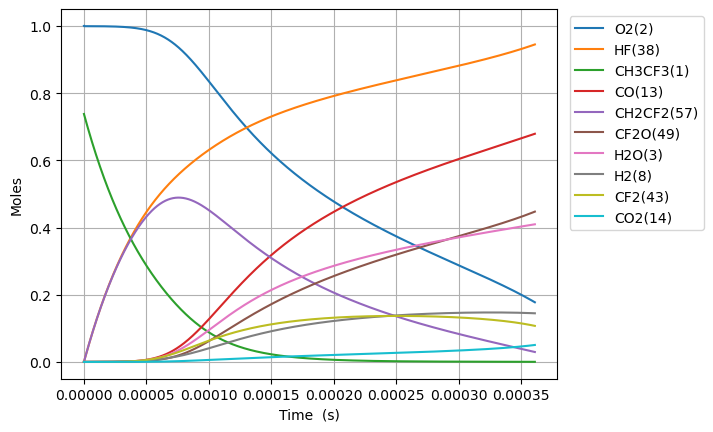 1.0
0.8
0.6
0.4
0.2
0.0
Moles
0.00000 0.00005 0.00010 0.00015 0.00020 0.00025 0.00030 0.00035
Time  (s)
O2(2)
HF(38)
CH3CF3(1)
CO(13)
CH2CF2(57)
CF2O(49)
H2O(3)
H2(8)
CF2(43)
CO2(14)